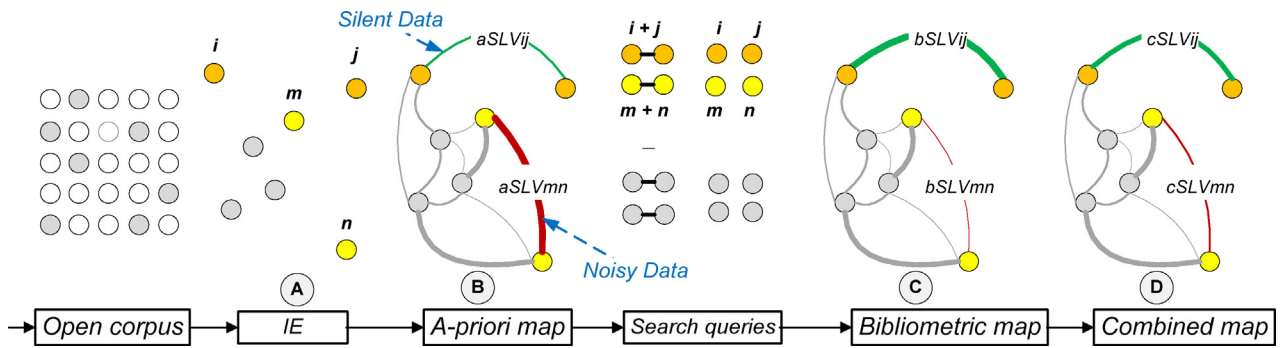 Silent Data
i
j
m
n
aSLVij
aSLVmn
Noisy Data
i + j
i
j
m + n
m
n
bSLVij
bSLVmn
cSLVij
cSLVmn
A
B
C
D
Open corpus
IE
A-priori map
Search queries
Bibliometric map
Combined map